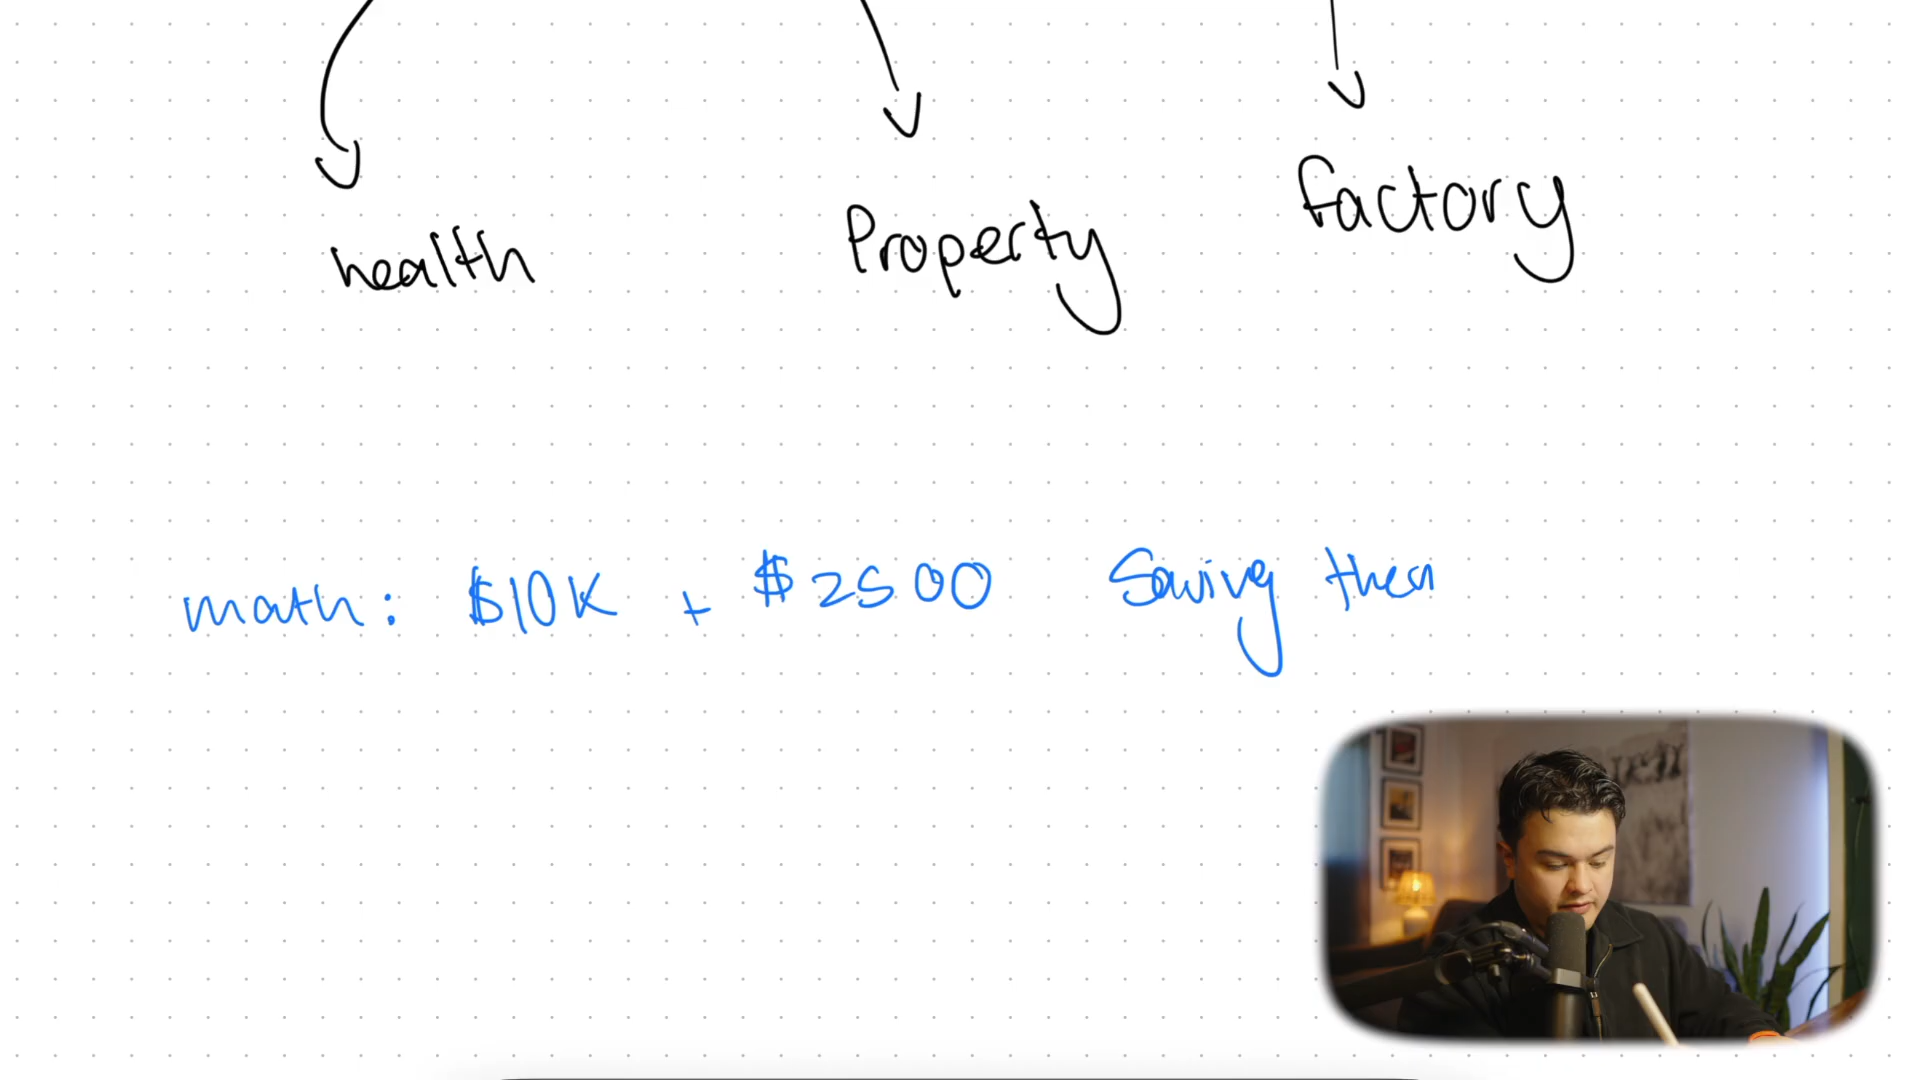 health
Property
factory
math: $10K + $2500 Saving then